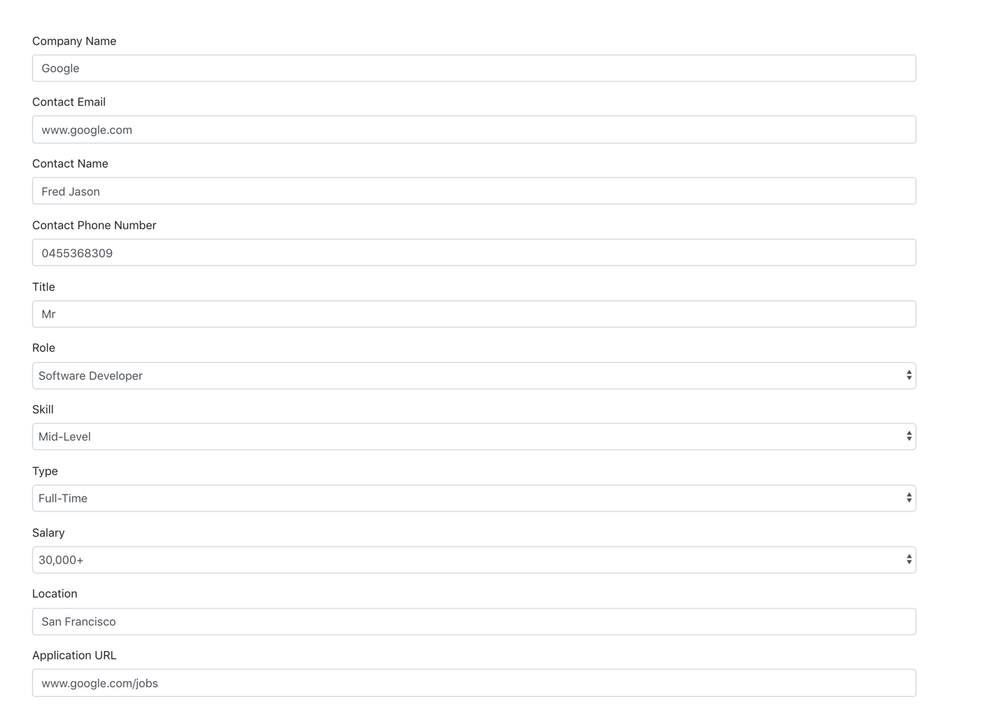 Company Name
Google
Contact Email
www.google.com
Contact Name
Fred Jason
Contact Phone Number
0455368309
Title
Mr
Role
Software Developer
Skill
Mid-Level
Type
Full-Time
Salary
30,000+
Location
San Francisco
Application URL
www.google.com/jobs